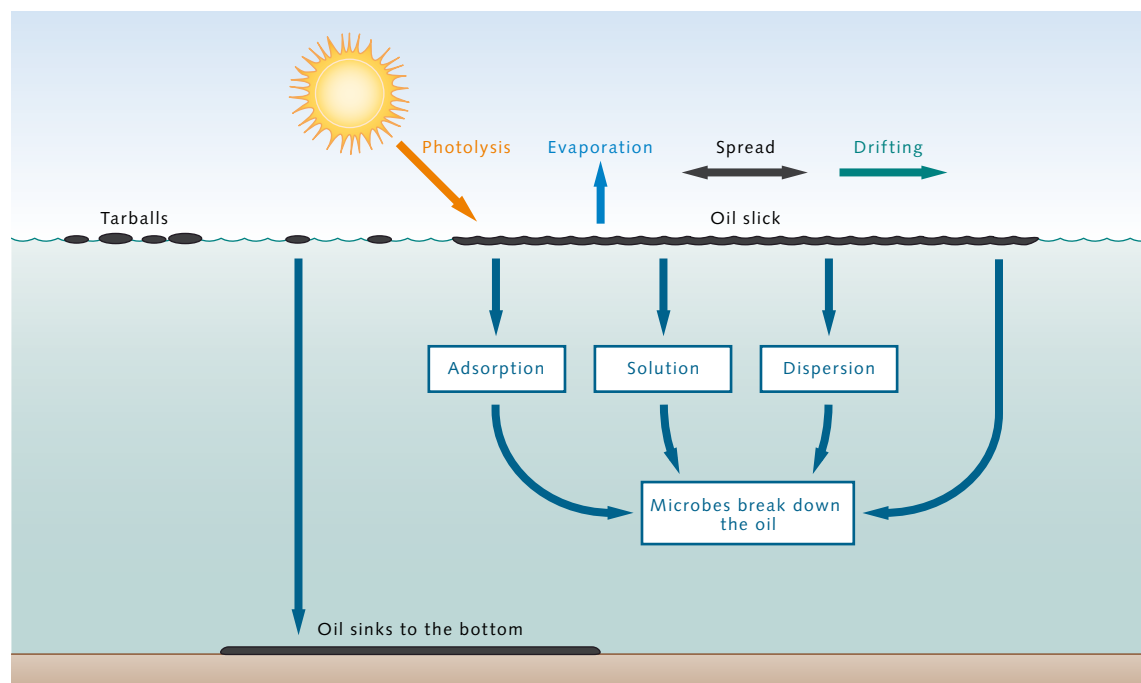 Photolysis
Evaporation
Spread
Drifting
Tarballs
Oil slick
Adsorption
Solution
Dispersion
Microbes break down
the oil
Oil sinks to the bottom